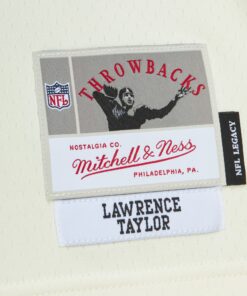 THROWBACKS
NFL
NOSTALGIA CO.
Mitchell & Ness
PHILADELPHIA, PA.
NFL LEGACY
LAWRENCE
TAYLOR